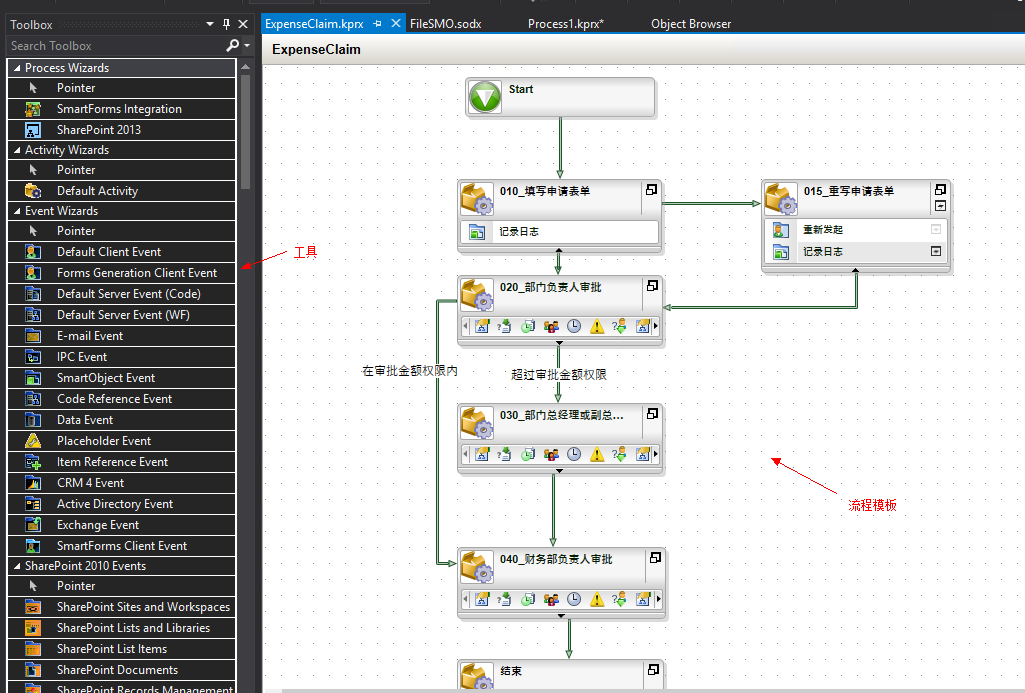 Toolbox
Search Toolbox
Process Wizards
Pointer
SmartForms Integration
SharePoint 2013
Activity Wizards
Pointer
Default Activity
Event Wizards
Pointer
Default Client Event
Forms Generation Client Event
Default Server Event (Code)
Default Server Event (WF)
E-mail Event
IPC Event
SmartObject Event
Code Reference Event
Data Event
Placeholder Event
Item Reference Event
CRM 4 Event
Active Directory Event
Exchange Event
SmartForms Client Event
SharePoint 2010 Events
Pointer
SharePoint Sites and Workspaces
SharePoint Lists and Libraries
SharePoint List Items
SharePoint Documents
SharePoint Records Management
ExpenseClaim.kprx
FileSMO.sodx
Process1.kprx*
Object Browser
ExpenseClaim
Start
010_填写申请表单
记录日志
015_重写申请表单
重新发起
记录日志
工具
020_部门负责人审批
在审批金额权限内
超过审批金额权限
030_部门总经理或副总...
流程模板
040_财务部负责人审批
结束